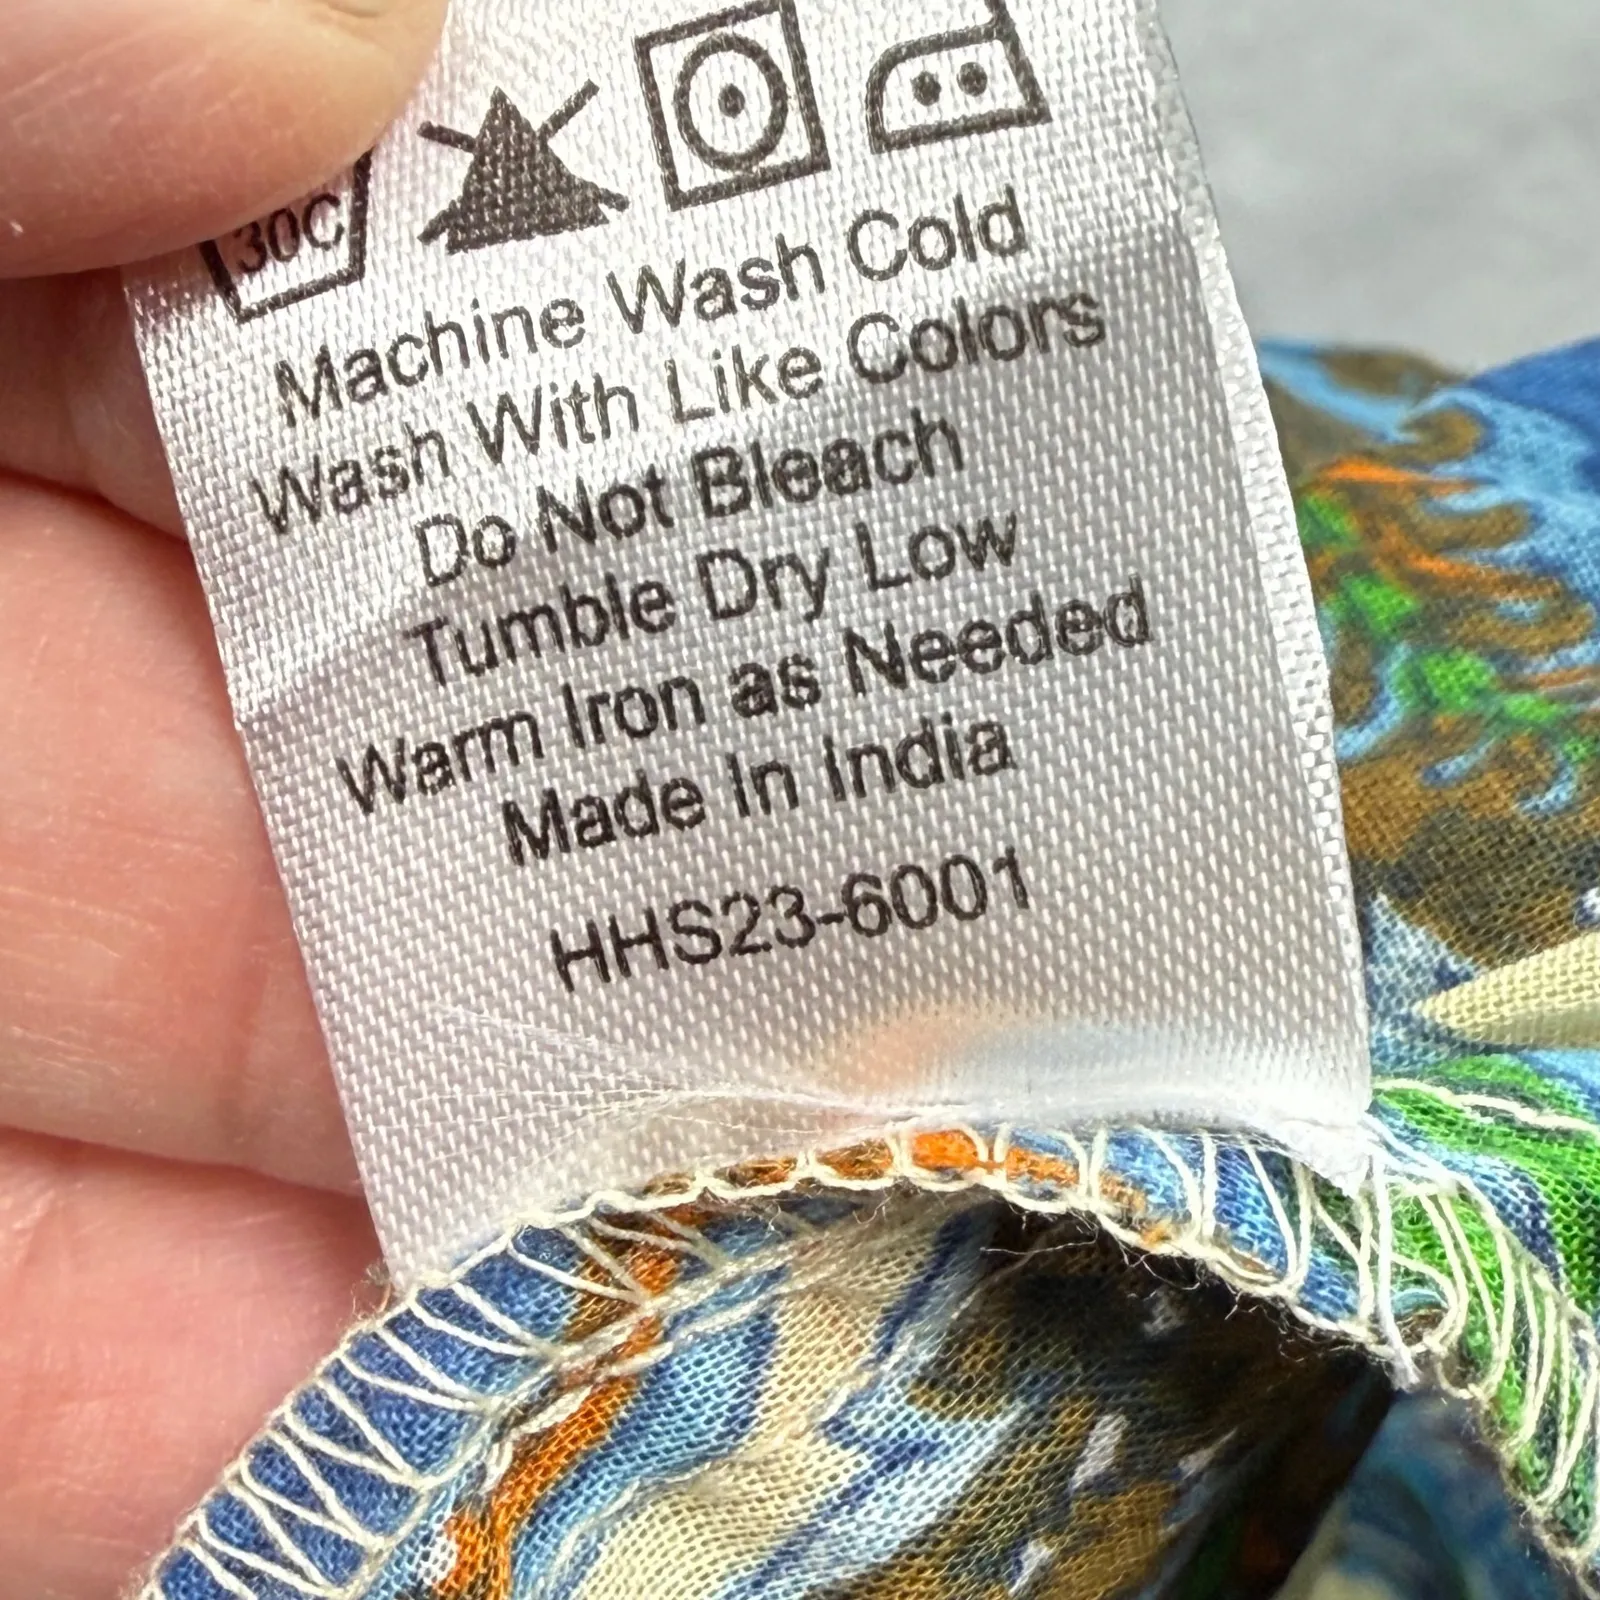 30C
Machine Wash Cold
Wash With Like Colors
Do Not Bleach
Tumble Dry Low
Warm Iron as Needed
Made In India
HHS23-6001